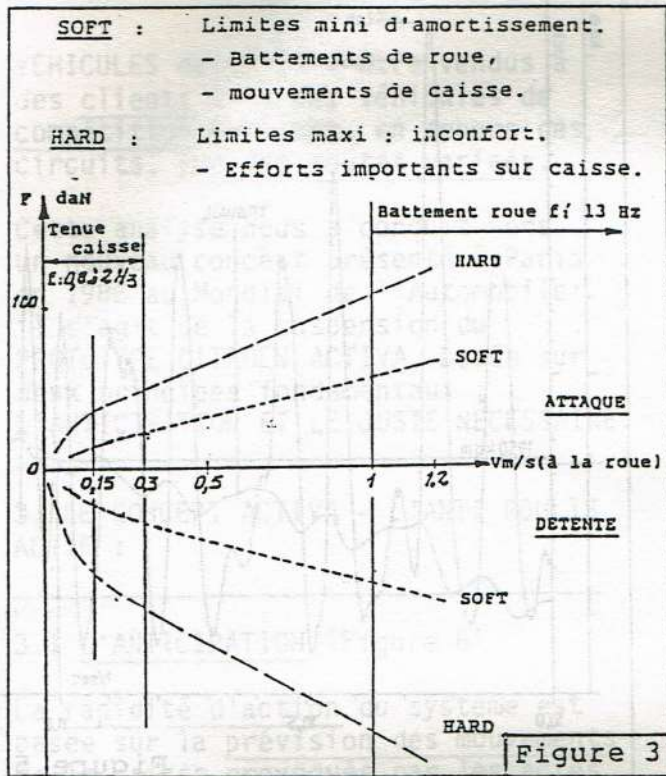 SOFT : Limites mini d'amortissement.
- Battements de roue.
- mouvements de caisse.
HARD : Limites maxi : inconfort.
- Efforts importants sur caisse.
F daN
Battement roue fí 13 Hz
Tenue
caisse
HARD
100
SOFT
ATTAQUE
0
0,15 0,3 0,5 1 1,2 Vm/s(à la roue)
DETENTE
SOFT
HARD
Figure 3